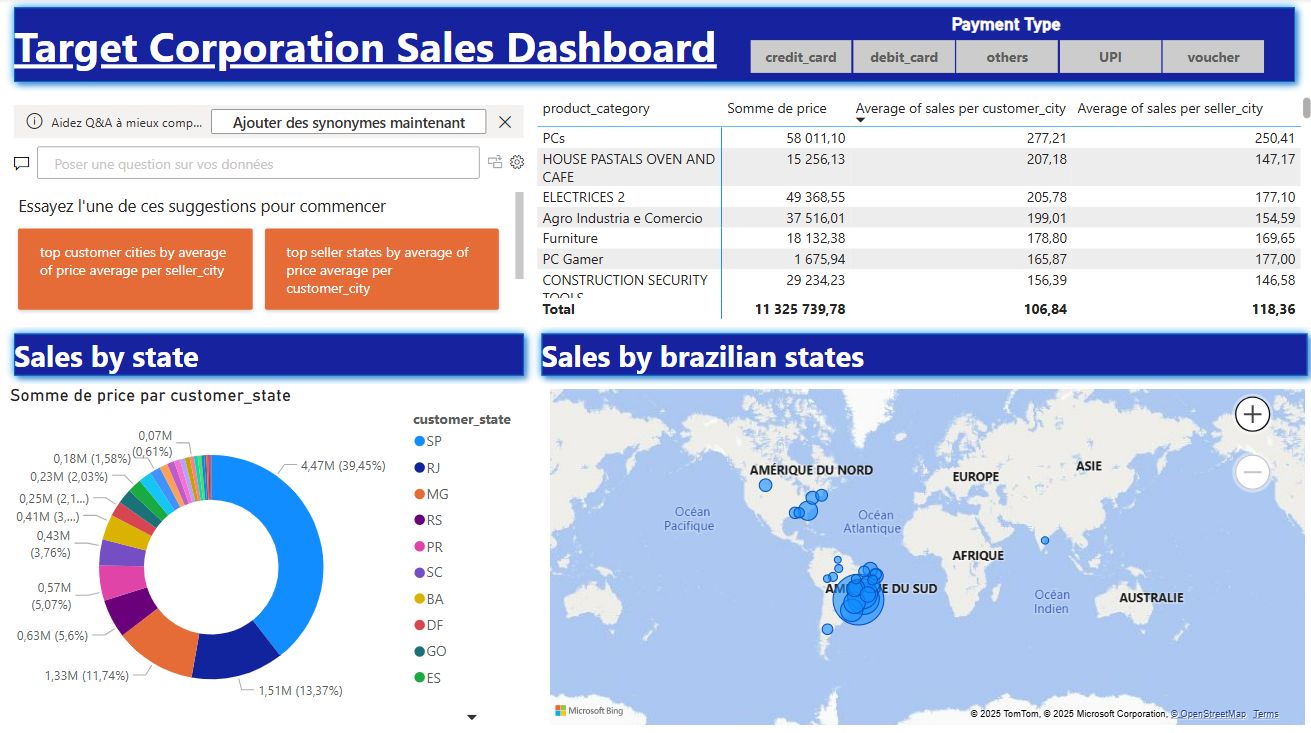 Target Corporation Sales Dashboard
Payment Type
credit_card
debit_card
others
UPI
voucher
Aidez Q&A à mieux comp...
Ajouter des synonymes maintenant
Poser une question sur vos données
Essayez l'une de ces suggestions pour commencer
top customer cities by average
of price average per seller_city
top seller states by average of
price average per
customer_city
product_category Somme de price Average of sales per customer_city Average of sales per seller_city
PCs 58 011,10 277,21 250,41
HOUSE PASTALS OVEN AND
CAFE
15 256,13 207,18 147,17
ELECTRICES 2 49 368,55 205,78 177,10
Agro Industria e Comercio 37 516,01 199,01 154,59
Furniture 18 132,38 178,80 169,65
PC Gamer 1 675,94 165,87 177,00
CONSTRUCTION SECURITY
TOOLS
29 234,23 156,39 146,58
Total 11 325 739,78 106,84 118,36
Sales by state
Somme de price par customer_state
0,07M
(0,61%)
0,18M (1,58%)
0,23M (2,03%)
0,25M (2,1...)
0,41M (3,...)
0,43M
(3,76%)
0,57M
(5,07%)
0,63M (5,6%)
1,33M (11,74%)
1,51M (13,37%)
4,47M (39,45%)
customer_state
SP
RJ
MG
RS
PR
SC
BA
DF
GO
ES
Sales by brazilian states
AMÉRIQUE DU NORD
EUROPE
ASIE
Océan
Pacifique
Océan
Atlantique
AFRIQUE
AM E DU SUD
Océan
Indien
AUSTRALIE
Microsoft Bing
© 2025 TomTom, © 2025 Microsoft Corporation, © OpenStreetMap Terms